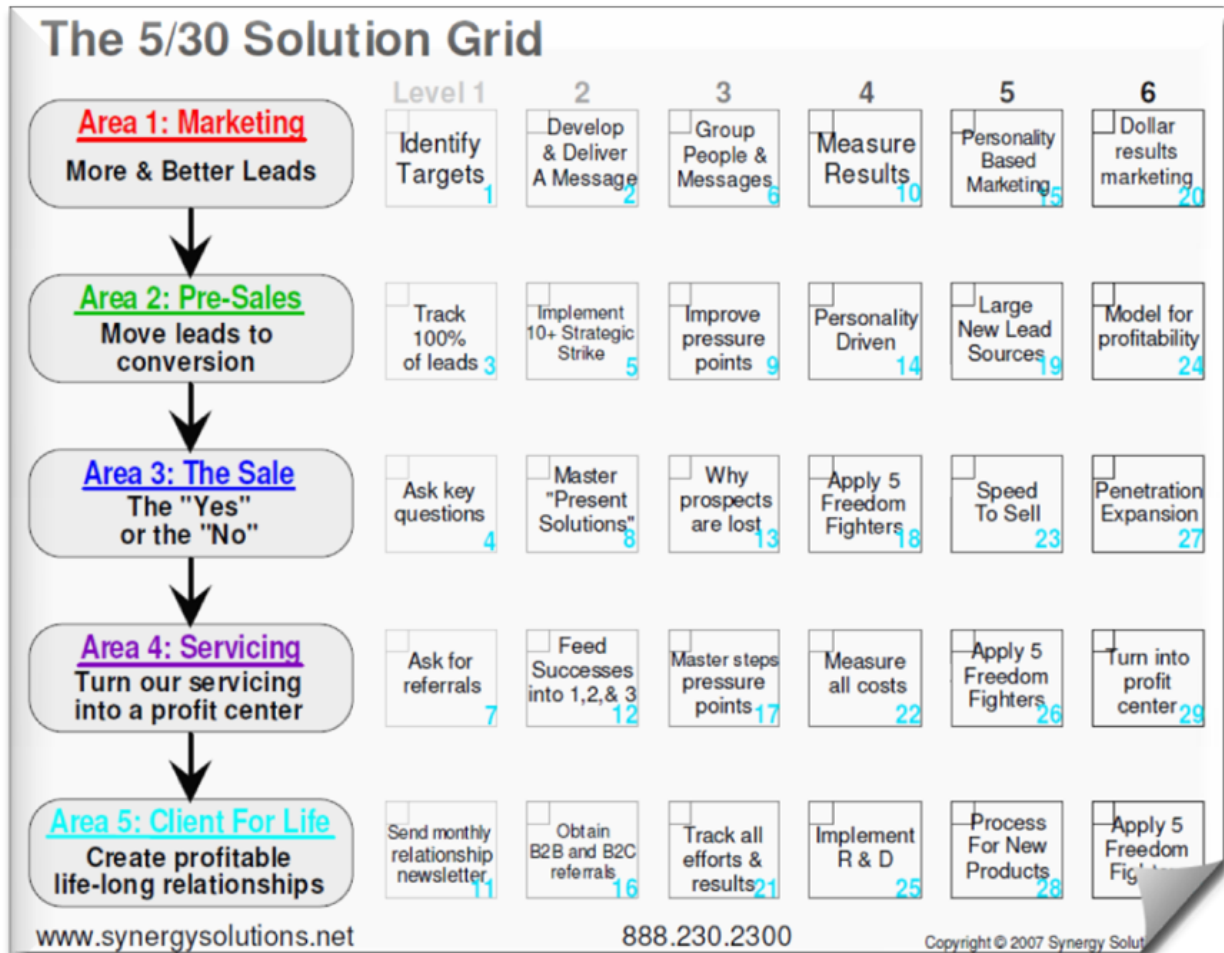 The 5/30 Solution Grid
Level 1
2
3
4
5
6
Area 1: Marketing
More & Better Leads
Identify
Targets
1
Develop
& Deliver
A Message
2
Group
People &
Messages
6
Measure
Results
10
Personality
Based
Marketing
15
Dollar
results
marketing
20
Area 2: Pre-Sales
Move leads to
conversion
Track
100%
of leads
3
Implement
10+ Strategic
Strike
5
Improve
pressure
points
9
Personality
Driven
14
Large
New Lead
Sources
19
Model for
profitability
24
Area 3: The Sale
The "Yes"
or the "No"
Ask key
questions
4
Master
"Present
Solutions"
8
Why
prospects
are lost
13
Apply 5
Freedom
Fighters
18
Speed
To Sell
23
Penetration
Expansion
27
Area 4: Servicing
Turn our servicing
into a profit center
Ask for
referrals
7
Feed
Successes
into 1,2,& 3
12
Master steps
pressure
points
17
Measure
all costs
22
Apply 5
Freedom
Fighters
26
Turn into
profit
center
29
Area 5: Client For Life
Create profitable
life-long relationships
Send monthly
relationship
newsletter
11
Obtain
B2B and B2C
referrals
16
Track all
efforts &
results
21
Implement
R & D
25
Process
For New
Products
28
Apply 5
Freedom
www.synergysolutions.net
888.230.2300
Copyright © 2007 Synergy